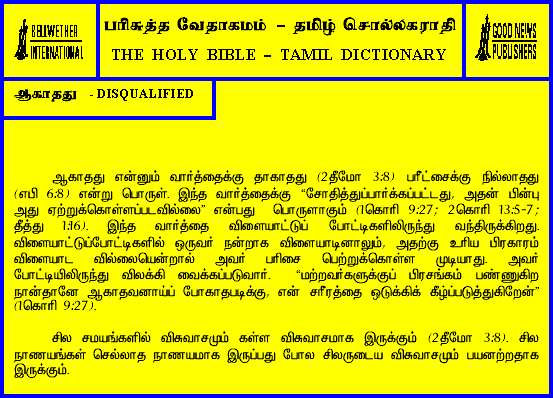 BELLWETHER
INTERNATIONAL
பரிசுத்த வேதாகமம் – தமிழ் சொல்லகராதி
THE HOLY BIBLE – TAMIL DICTIONARY
GOOD NEWS
PUBLISHERS
ஆகாதது - DISQUALIFIED
ஆகாதது என்னும் வார்த்தைக்கு தாகாதது (2தீமோ 3:8) பரீட்சைக்கு நில்லாதது
(எபி 6:8) என்று பொருள். இந்த வார்த்தைக்கு “சோதித்துப்பார்க்கப்பட்டது, அதன் பின்பு
அது ஏற்றுக்கொள்ளப்படவில்லை” என்பது பொருளாகும் (1கொரி 9:27; 2கொரி 13:5-7;
தீத்து 1:16). இந்த வார்த்தை விளையாட்டுப் போட்டிகளிலிருந்து வந்திருக்கிறது.
விளையாட்டுப்போட்டிகளில் ஒருவர் நன்றாக விளையாடினாலும், அதற்கு உரிய பிரகாரம்
விளையாட வில்லையென்றால் அவர் பரிசை பெற்றுக்கொள்ள முடியாது. அவர்
போட்டியிலிருந்து விலக்கி வைக்கப்படுவார். “மற்றவர்களுக்குப் பிரசங்கம் பண்ணுகிற
நான்தானே ஆகாதவனாய்ப் போகாதபடிக்கு, என் சரீரத்தை ஒடுக்கிக் கீழ்ப்படுத்துகிறேன்”
(1கொரி 9:27).
சில சமயங்களில் விசுவாசமும் கள்ள விசுவாசமாக இருக்கும் (2தீமோ 3:8). சில
நாணயங்கள் செல்லாத நாணயமாக இருப்பது போல சிலருடைய விசுவாசமும் பயனற்றதாக
இருக்கும்.